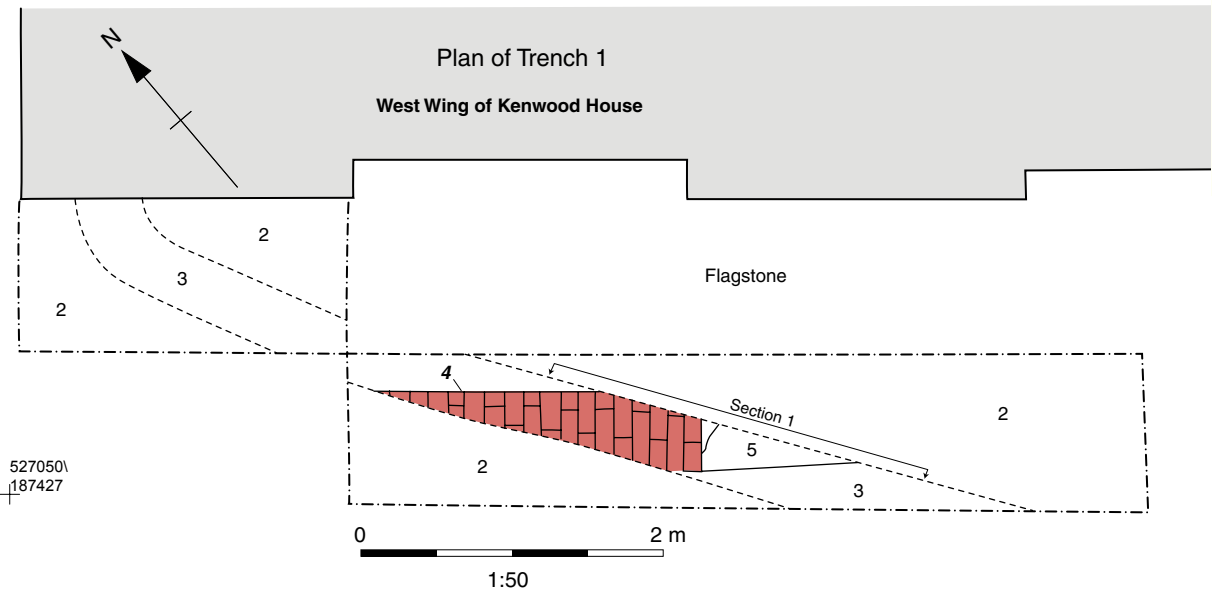 N
Plan of Trench 1
West Wing of Kenwood House
2
3
2
Flagstone
4
Section 1
2
5
2
3
527050\
187427
0 2 m
1:50